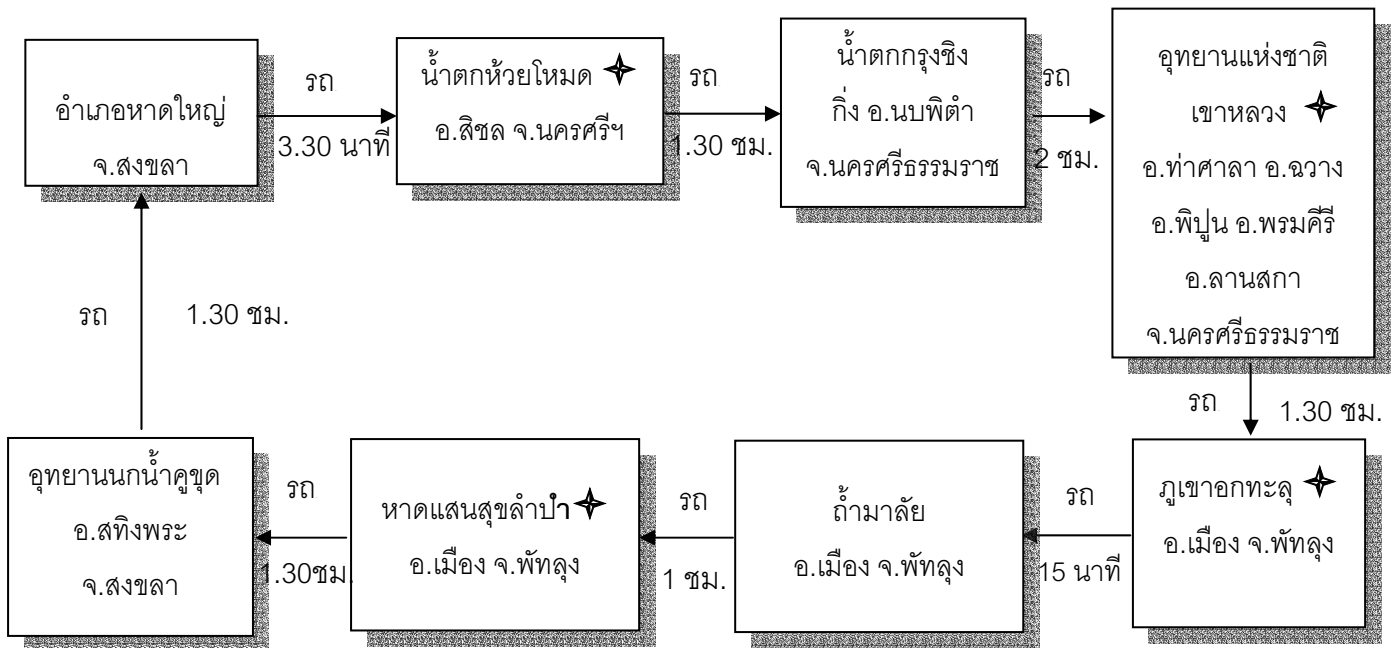 อำเภอหาดใหญ่
จ.สงขลา
รถ
3.30 นาที
น้ำตกห้วยโหมด
อ.สิชล จ.นครศรีฯ
รถ
1.30 ชม.
น้ำตกกรุงชิง
กิ่ง อ.นบพิตำ
จ.นครศรีธรรมราช
รถ
2 ชม.
อุทยานแห่งชาติ
เขาหลวง
อ.ท่าศาลา อ.ฉวาง
อ.พิปูน อ.พรมคีรี
อ.ลานสกา
จ.นครศรีธรรมราช
รถ
1.30 ชม.
ภูเขาอกทะลุ
อ.เมือง จ.พัทลุง
รถ
15 นาที
ถ้ำมาลัย
อ.เมือง จ.พัทลุง
รถ
1 ชม.
หาดแสนสุขลำปำ
อ.เมือง จ.พัทลุง
รถ
1.30ชม.
อุทยานนกน้ำคูขุด
อ.สทิงพระ
จ.สงขลา
รถ
1.30 ชม.